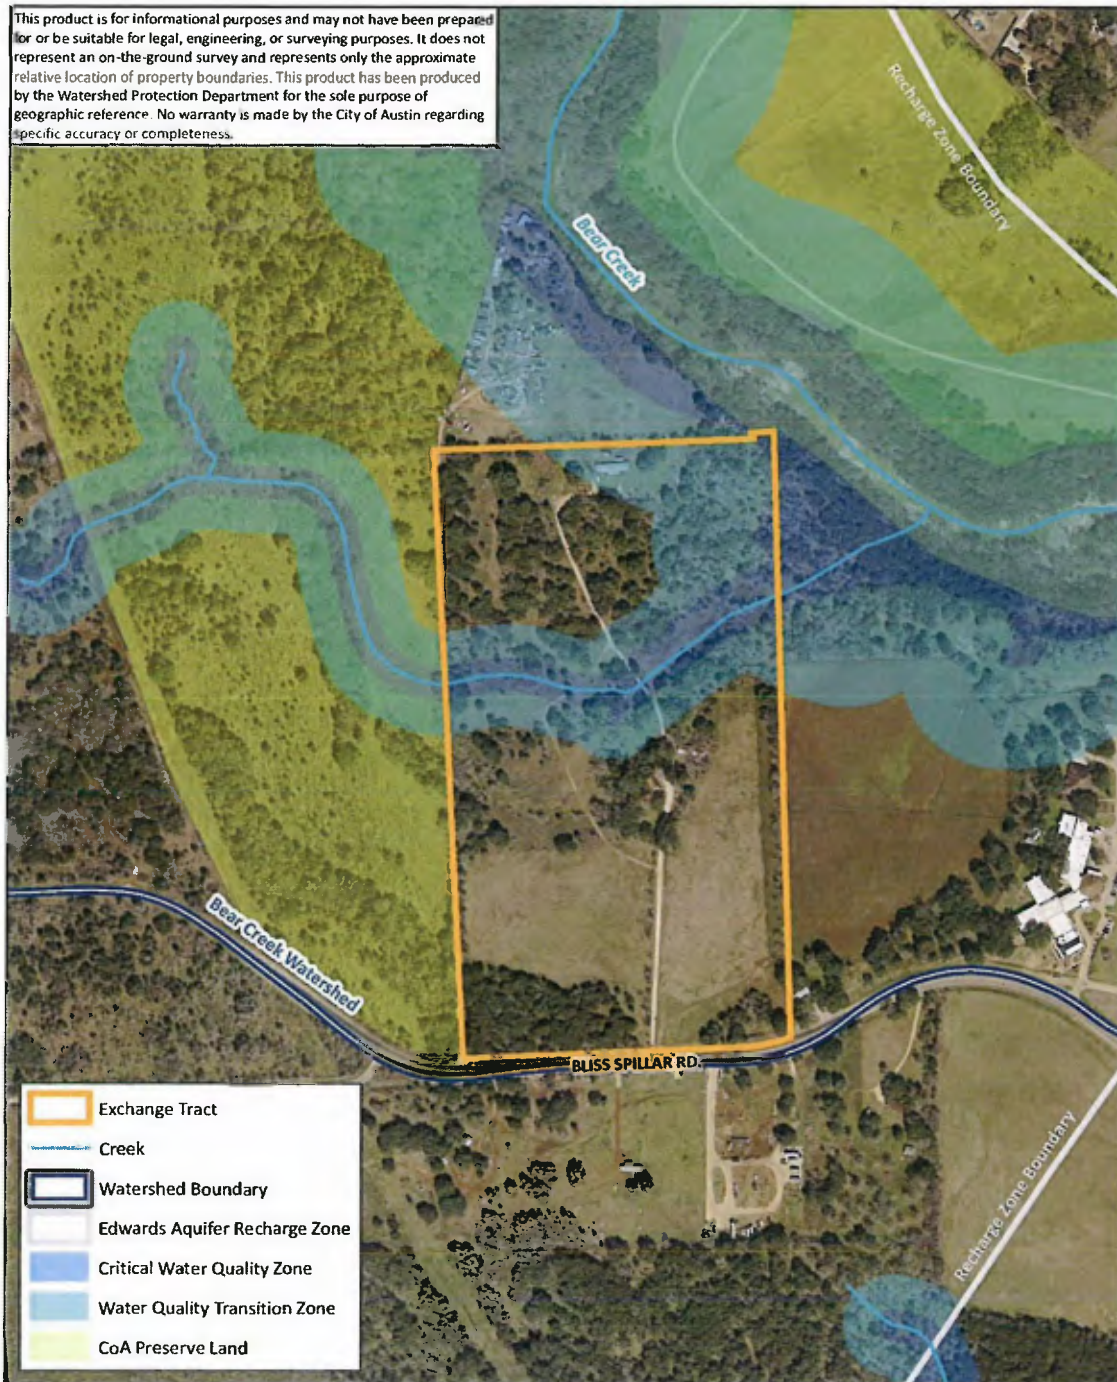 This product is for informational purposes and may not have been prepared
for or be suitable for legal, engineering, or surveying purposes. It does not
represent an on-the-ground survey and represents only the approximate
relative location of property boundaries. This product has been produced
by the Watershed Protection Department for the sole purpose of
geographic reference. No warranty is made by the City of Austin regarding
specific accuracy or completeness.
Recharge Zone Boundary
Bear Creek
Bear Creek Watershed
BLISS SPILLAR RD.
Recharge Zone Boundary
Exchange Tract
Creek
Watershed Boundary
Edwards Aquifer Recharge Zone
Critical Water Quality Zone
Water Quality Transition Zone
CoA Preserve Land